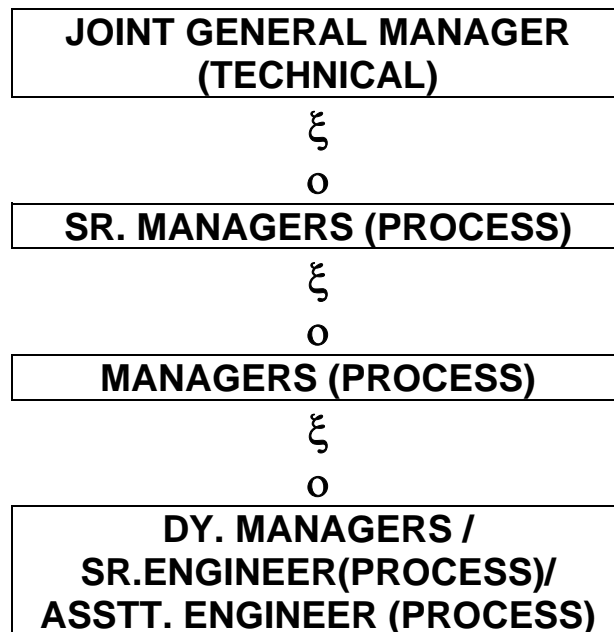 JOINT GENERAL MANAGER
(TECHNICAL)
ξ
ο
SR. MANAGERS (PROCESS)
ξ
ο
MANAGERS (PROCESS)
ξ
ο
DY. MANAGERS /
SR.ENGINEER(PROCESS)/
ASSTT. ENGINEER (PROCESS)